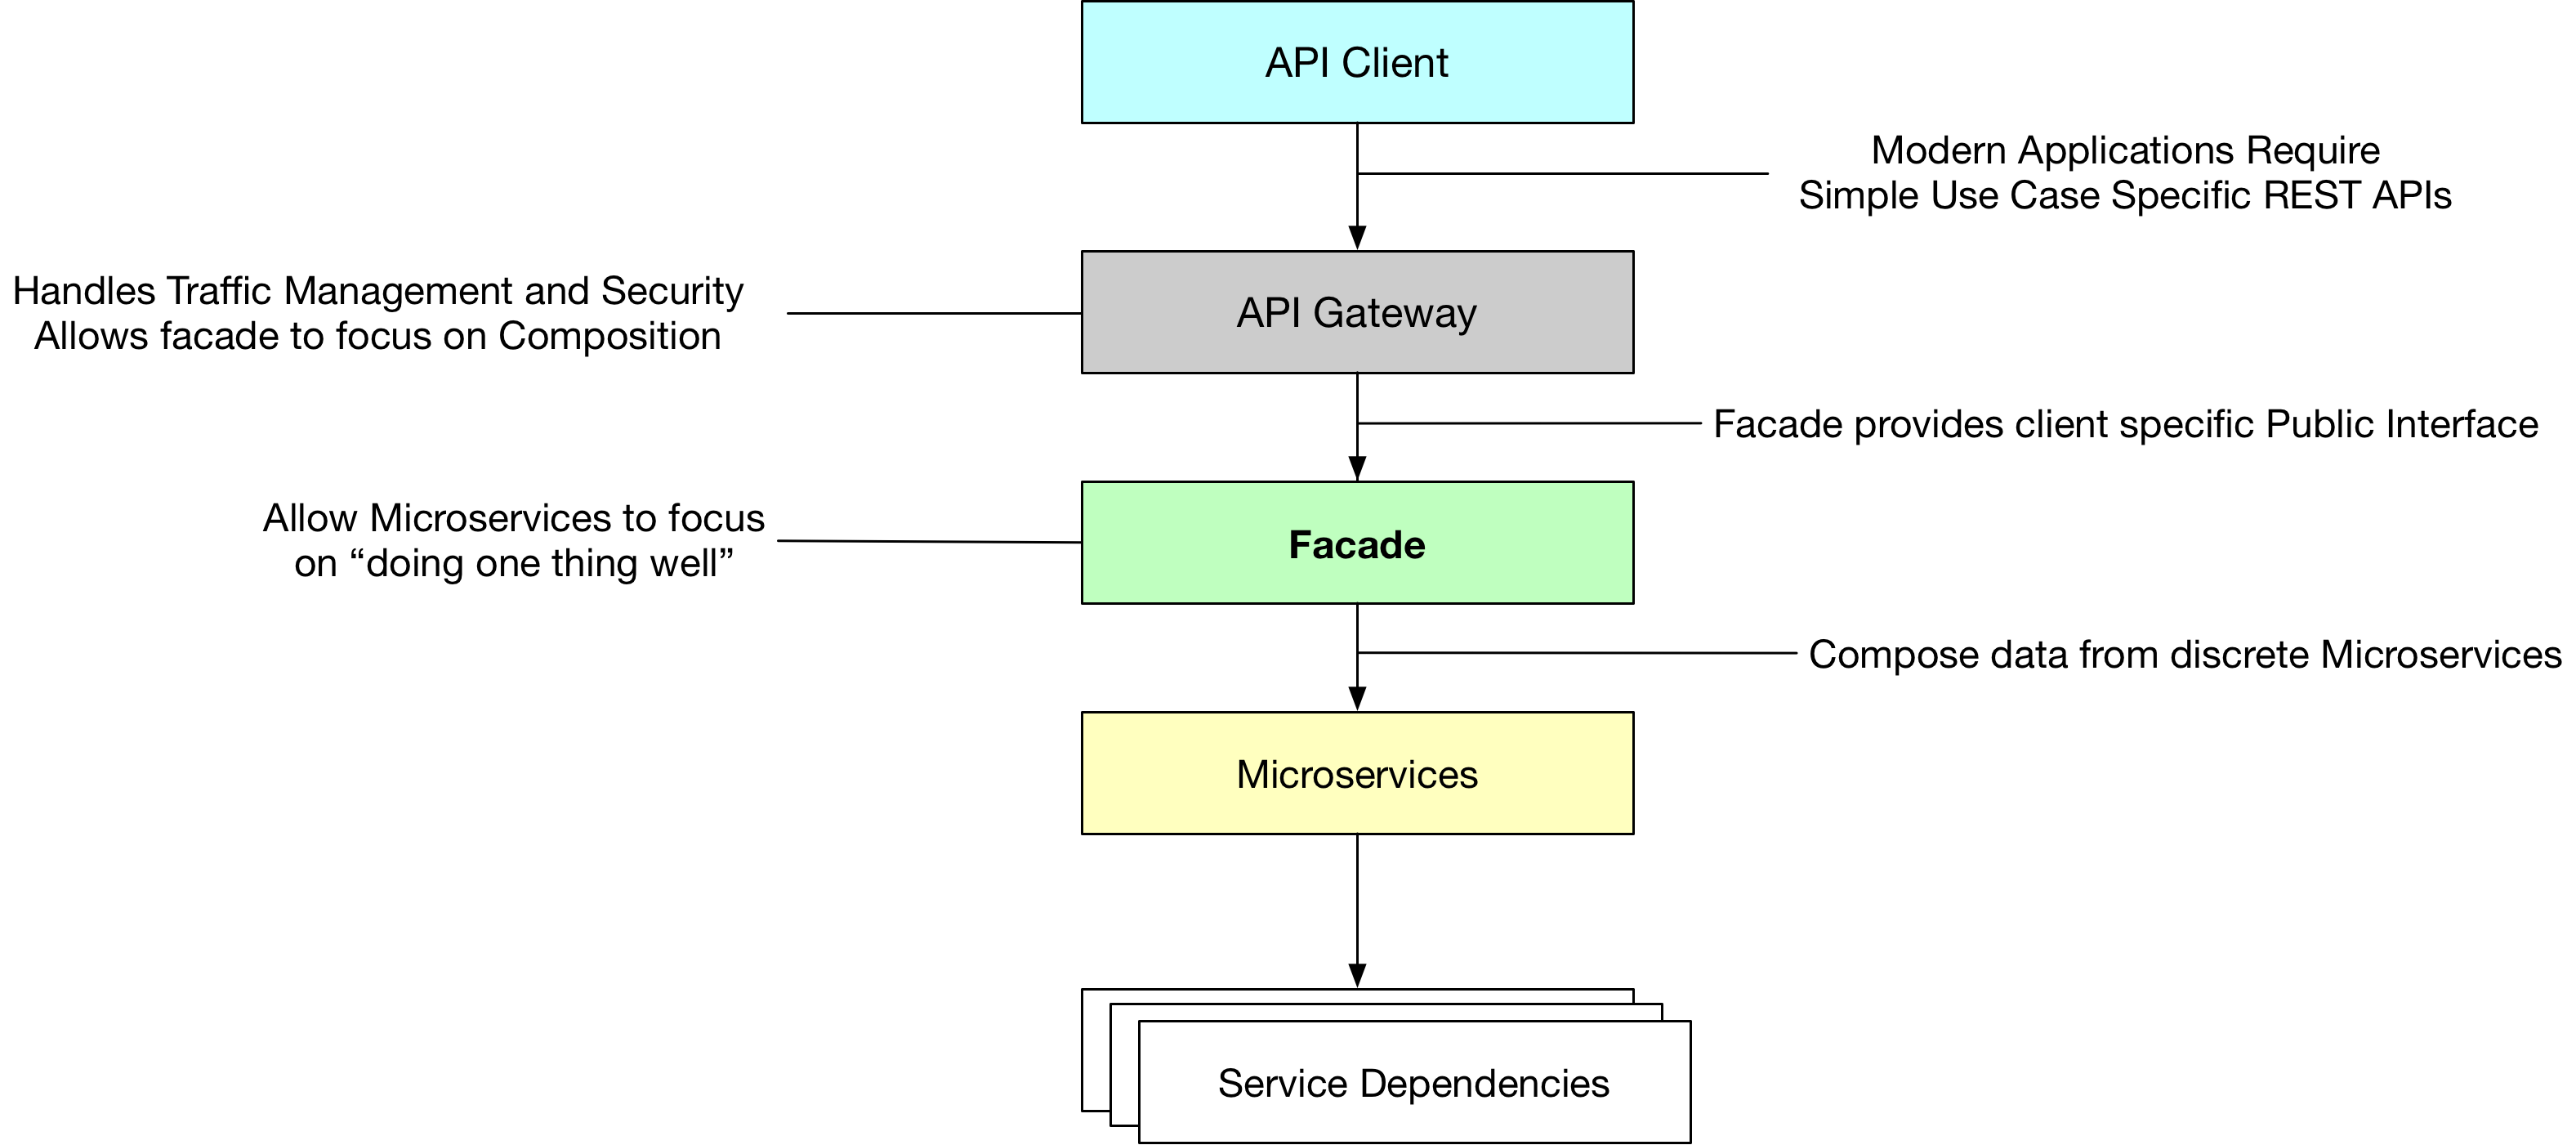 API Client
Modern Applications Require
Simple Use Case Specific REST APIs
Handles Traffic Management and Security
Allows facade to focus on Composition
API Gateway
Facade provides client specific Public Interface
Allow Microservices to focus
on “doing one thing well”
Facade
Compose data from discrete Microservices
Microservices
Service Dependencies